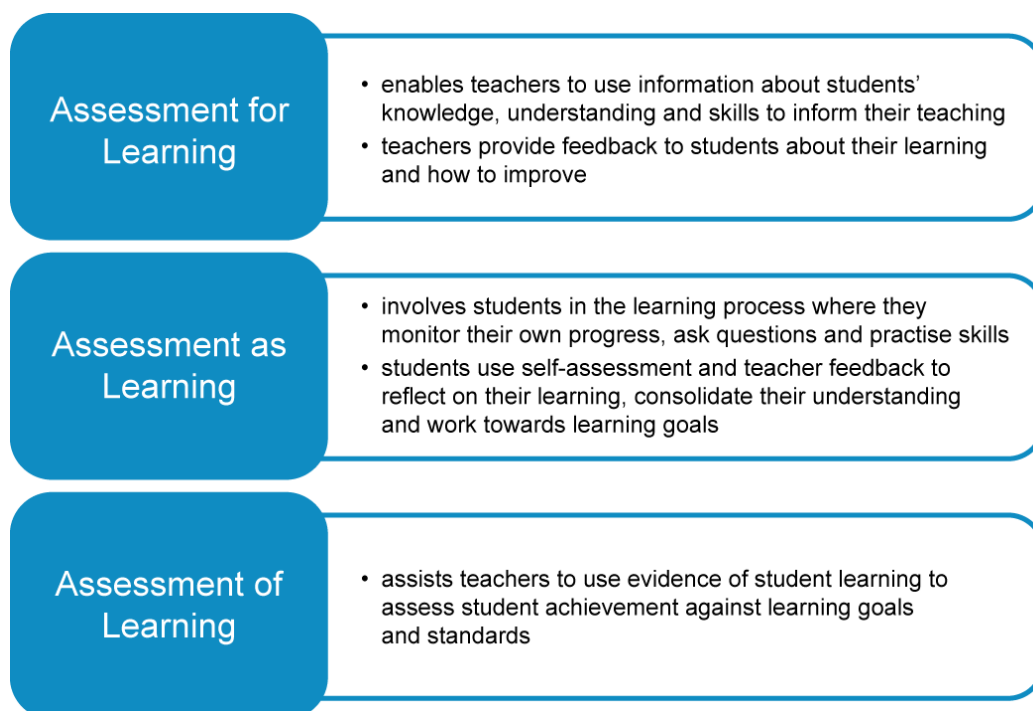 Assessment for
Learning
• enables teachers to use information about students’
knowledge, understanding and skills to inform their teaching
• teachers provide feedback to students about their learning
and how to improve
Assessment as
Learning
• involves students in the learning process where they
monitor their own progress, ask questions and practise skills
• students use self-assessment and teacher feedback to
reflect on their learning, consolidate their understanding
and work towards learning goals
Assessment of
Learning
• assists teachers to use evidence of student learning to
assess student achievement against learning goals
and standards